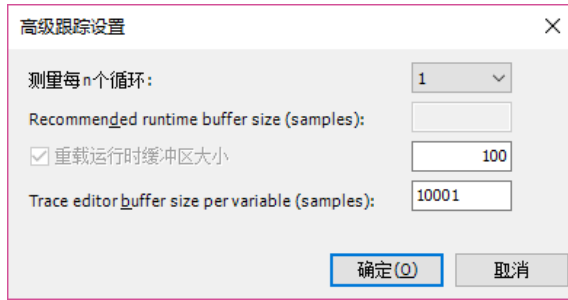 高级跟踪设置
测量每n个循环:
1
Recommended runtime buffer size (samples):
重载运行时缓冲区大小
100
Trace editor buffer size per variable (samples):
10001
确定(O)
取消